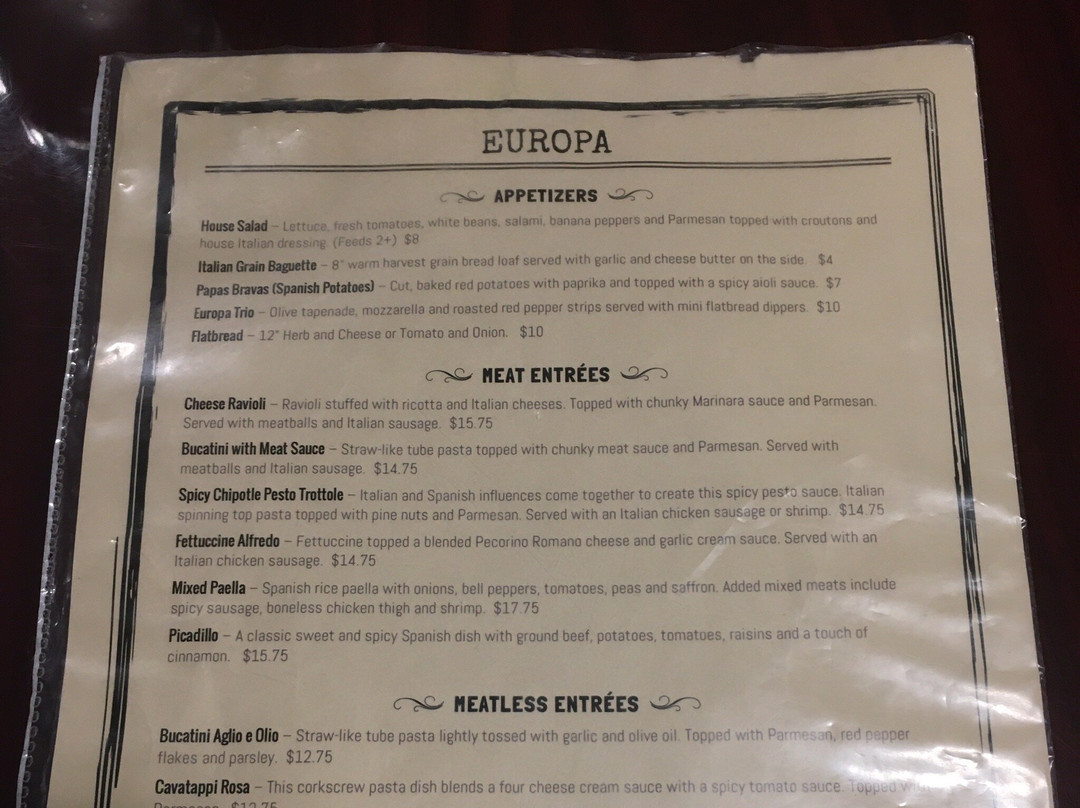 EUROPA
APPETIZERS
House Salad – Lettuce, fresh tomatoes, white beans, salami, banana peppers and Parmesan topped with croutons and
house Italian dressing. (Feeds 2+) $8
Italian Grain Baguette – 8" warm harvest grain bread loaf served with garlic and cheese butter on the side. $4
Papas Bravas (Spanish Potatoes) – Cut, baked red potatoes with paprika and topped with a spicy aioli sauce. $7
Europa Trio – Olive tapenade, mozzarella and roasted red pepper strips served with mini flatbread dippers. $10
Flatbread – 12" Herb and Cheese or Tomato and Onion. $10
MEAT ENTRÉES
Cheese Ravioli – Ravioli stuffed with ricotta and Italian cheeses. Topped with chunky Marinara sauce and Parmesan.
Served with meatballs and Italian sausage. $15.75
Bucatini with Meat Sauce – Straw-like tube pasta topped with chunky meat sauce and Parmesan. Served with
meatballs and Italian sausage. $14.75
Spicy Chipotle Pesto Trottole – Italian and Spanish influences come together to create this spicy pesto sauce. Italian
spinning top pasta topped with pine nuts and Parmesan. Served with an Italian chicken sausage or shrimp. $14.75
Fettuccine Alfredo – Fettuccine topped a blended Pecorino Romano cheese and garlic cream sauce. Served with an
Italian chicken sausage. $14.75
Mixed Paella – Spanish rice paella with onions, bell peppers, tomatoes, peas and saffron. Added mixed meats include
spicy sausage, boneless chicken thigh and shrimp. $17.75
Picadillo – A classic sweet and spicy Spanish dish with ground beef, potatoes, tomatoes, raisins and a touch of
cinnamon. $15.75
MEATLESS ENTRÉES
Bucatini Aglio e Olio – Straw-like tube pasta lightly tossed with garlic and olive oil. Topped with Parmesan, red pepper
flakes and parsley. $12.75
Cavatappi Rosa – This corkscrew pasta dish blends a four cheese cream sauce with a spicy tomato sauce. Topped with
Parmesan. $12.75